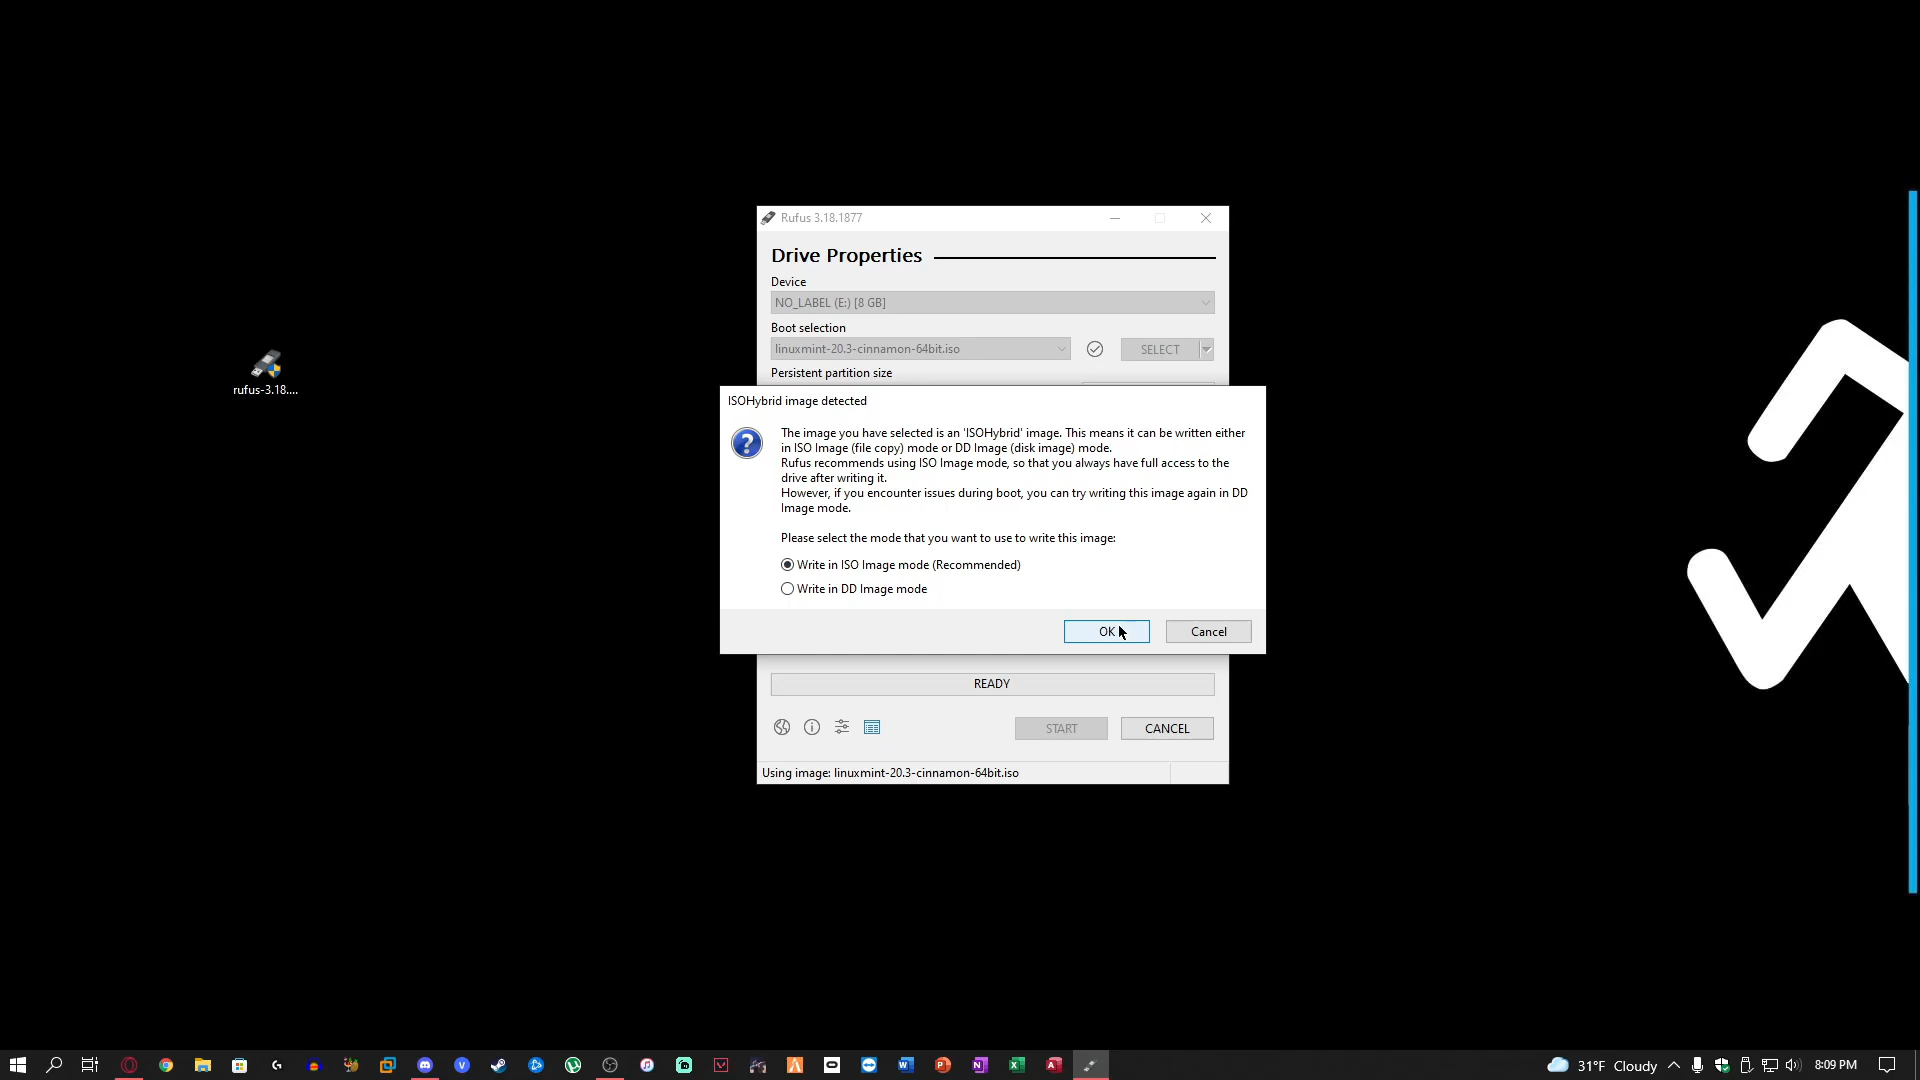 Rufus 3.18.1877
Drive Properties
Device
NO_LABEL (E:) [8 GB]
Boot selection
linuxmint-20.3-cinnamon-64bit.iso
SELECT
Persistent partition size
rufus-3.18....
ISOHybrid image detected
The image you have selected is an 'ISOHybrid' image. This means it can be written either
in ISO Image (file copy) mode or DD Image (disk image) mode.
Rufus recommends using ISO Image mode, so that you always have full access to the
drive after writing it.
However, if you encounter issues during boot, you can try writing this image again in DD
Image mode.
Please select the mode that you want to use to write this image:
Write in ISO Image mode (Recommended)
Write in DD Image mode
OK
Cancel
READY
START
CANCEL
Using image: linuxmint-20.3-cinnamon-64bit.iso
31°F Cloudy
8:09 PM